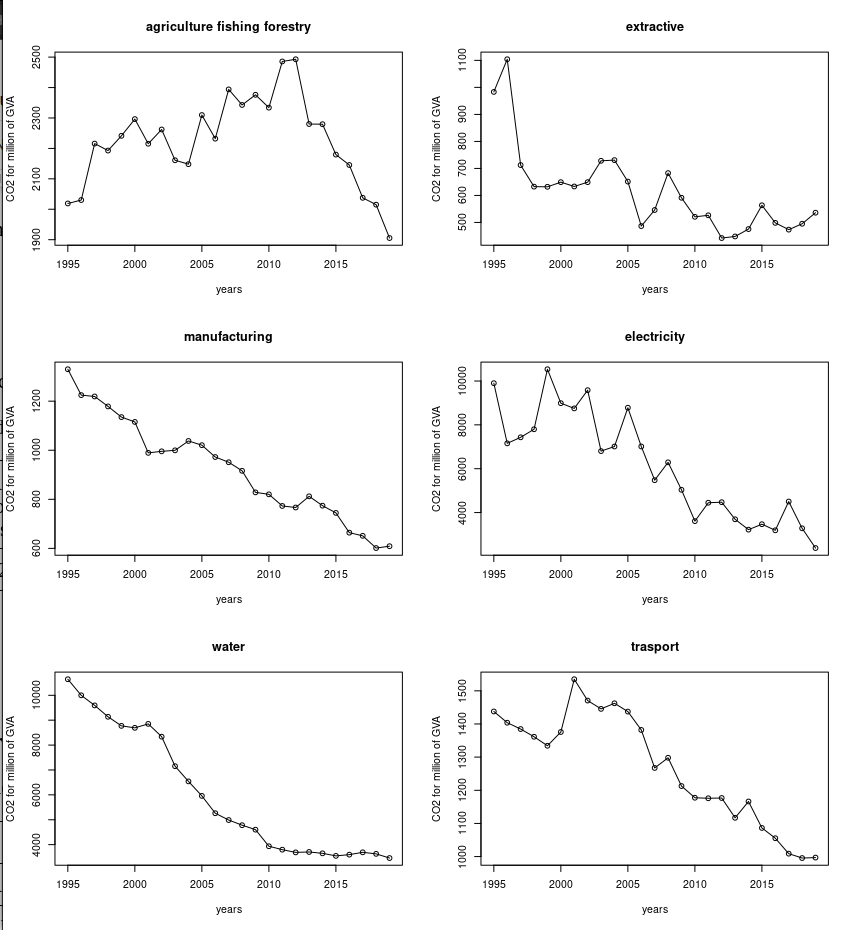 agriculture fishing forestry
CO2 for million of GVA
2500
2300
2100
1900
1995 2000 2005 2010 2015
years
extractive
CO2 for million of GVA
1100
900
800
700
600
500
1995 2000 2005 2010 2015
years
manufacturing
CO2 for million of GVA
1200
1000
800
600
1995 2000 2005 2010 2015
years
electricity
CO2 for million of GVA
10000
8000
6000
4000
1995 2000 2005 2010 2015
years
water
CO2 for million of GVA
10000
8000
6000
4000
1995 2000 2005 2010 2015
years
trasport
CO2 for million of GVA
1500
1400
1300
1200
1100
1000
1995 2000 2005 2010 2015
years